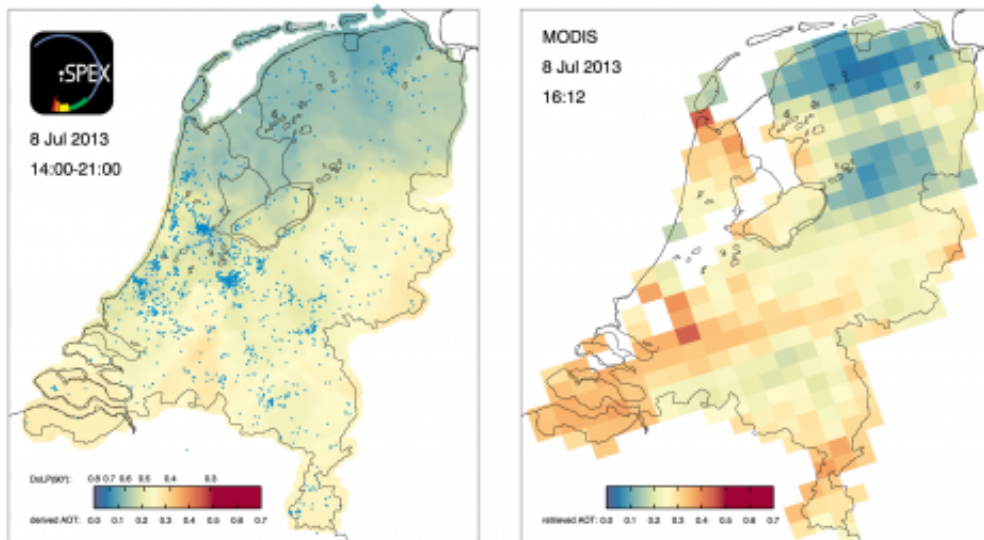 iSPEX
8 Jul 2013
14:00-21:00
DoLP(90°): 0.8 0.7 0.6 0.5 0.4 0.3
derived AOT: 0.0 0.1 0.2 0.3 0.4 0.5 0.6 0.7
MODIS
8 Jul 2013
16:12
retrieved AOT: 0.0 0.1 0.2 0.3 0.4 0.5 0.6 0.7